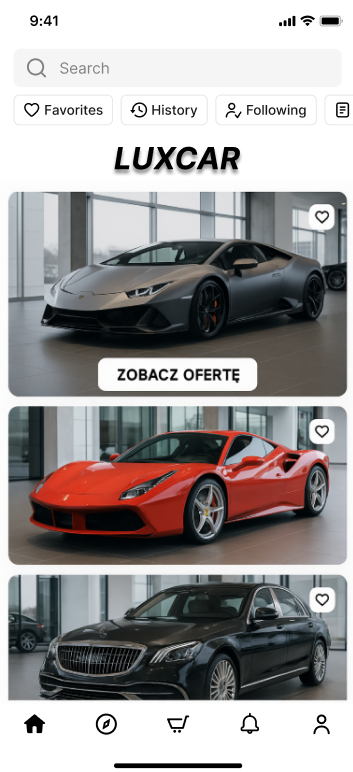 9:41
Search
Favorites
History
Following
LUXCAR
ZOBACZ OFERTĘ